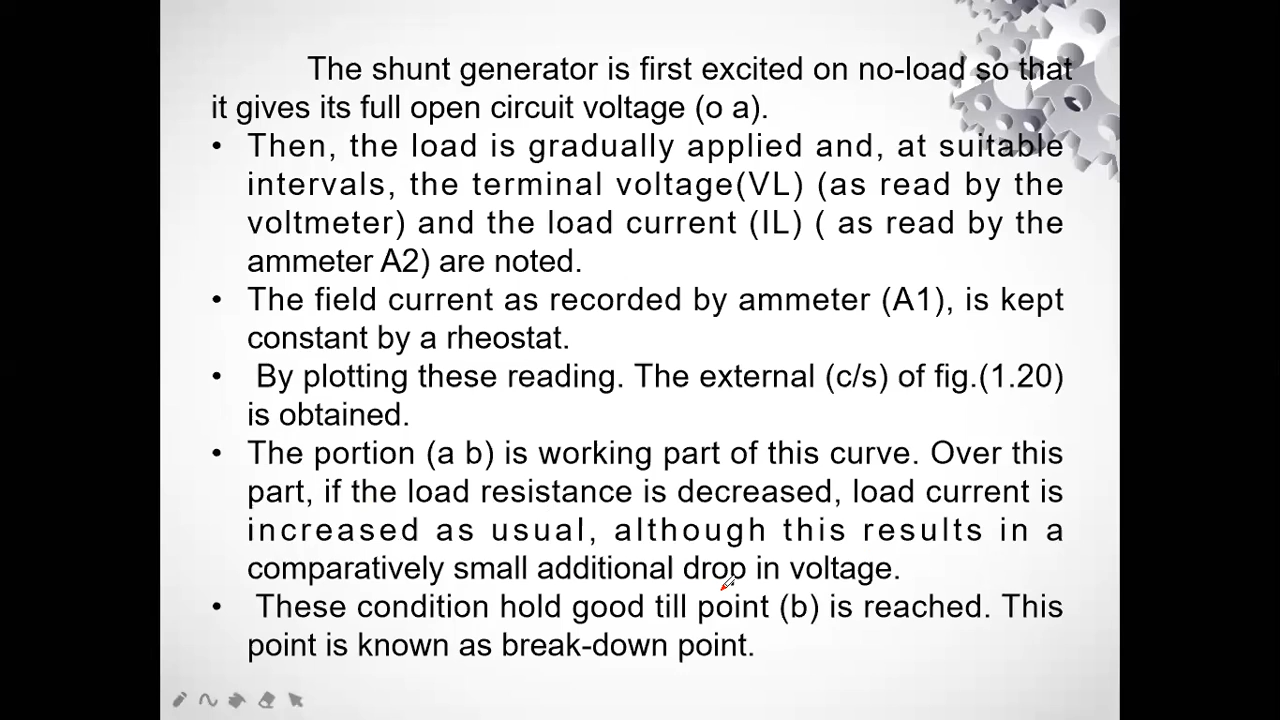 The shunt generator is first excited on no-load so that
it gives its full open circuit voltage (o a).
• Then, the load is gradually applied and, at suitable
intervals, the terminal voltage(VL) (as read by the
voltmeter) and the load current (IL) ( as read by the
ammeter A2) are noted.
• The field current as recorded by ammeter (A1), is kept
constant by a rheostat.
• By plotting these reading. The external (c/s) of fig.(1.20)
is obtained.
• The portion (a b) is working part of this curve. Over this
part, if the load resistance is decreased, load current is
increased as usual, although this results in a
comparatively small additional drop in voltage.
• These condition hold good till point (b) is reached. This
point is known as break-down point.